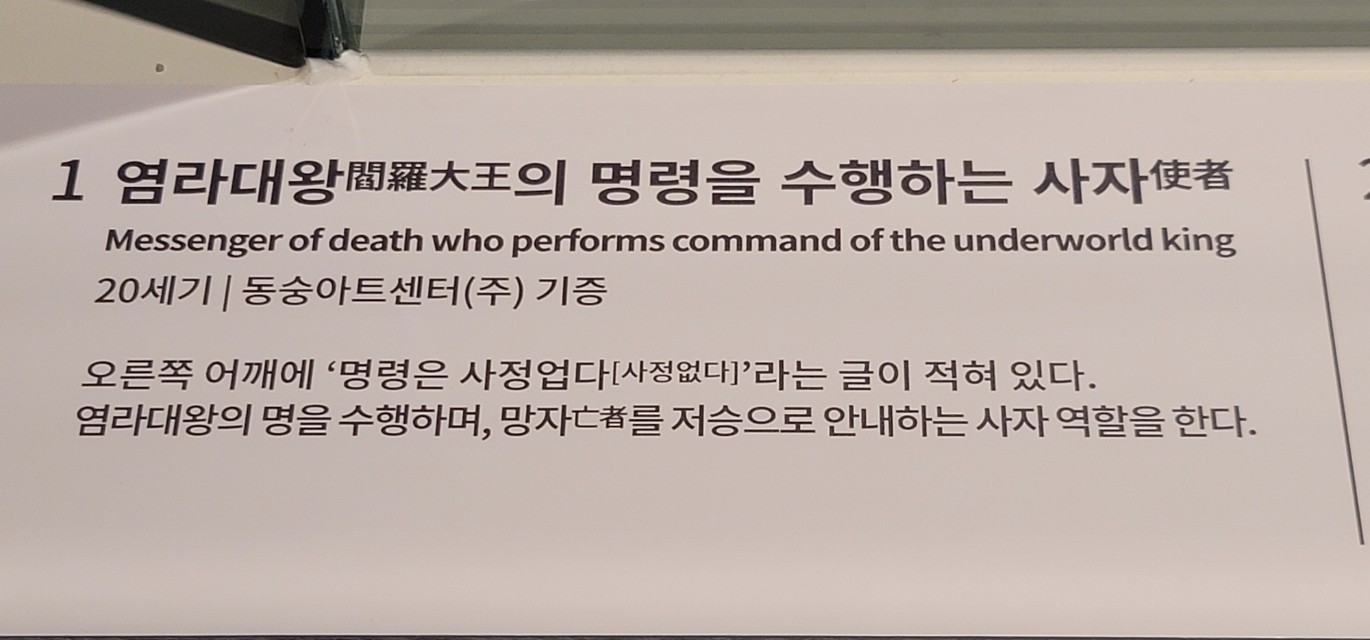 1 염라대왕閻羅大王의 명령을 수행하는 사자使者
Messenger of death who performs command of the underworld king
20세기 | 동숭아트센터(주) 기증
오른쪽 어깨에 ‘명령은 사정업다[사정없다]’라는 글이 적혀 있다.
염라대왕의 명을 수행하며, 망자亡者를 저승으로 안내하는 사자 역할을 한다.